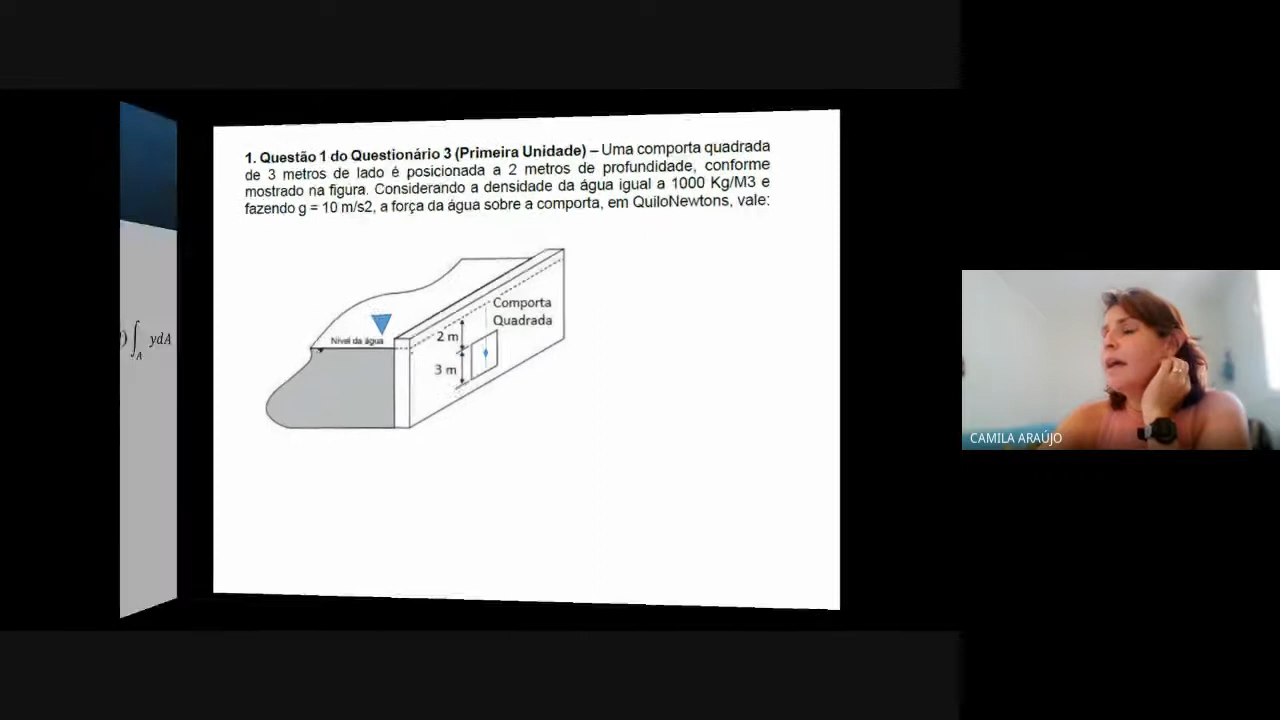 1. Questão 1 do Questionário 3 (Primeira Unidade) – Uma comporta quadrada
de 3 metros de lado é posicionada a 2 metros de profundidade, conforme
mostrado na figura. Considerando a densidade da água igual a 1000 Kg/M3 e
fazendo g = 10 m/s2, a força da água sobre a comporta, em QuiloNewtons, vale:
Comporta
Quadrada
Nível da água
2 m
3 m
) ∫A ydA
CAMILA ARAÚJO